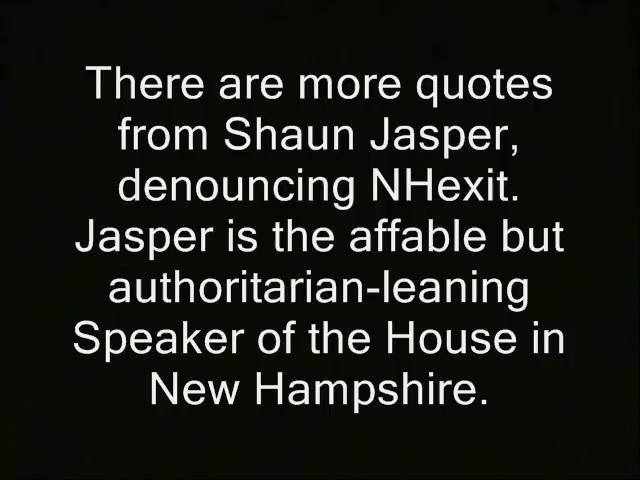 There are more quotes
from Shaun Jasper,
denouncing NHexit.
Jasper is the affable but
authoritarian-leaning
Speaker of the House in
New Hampshire.